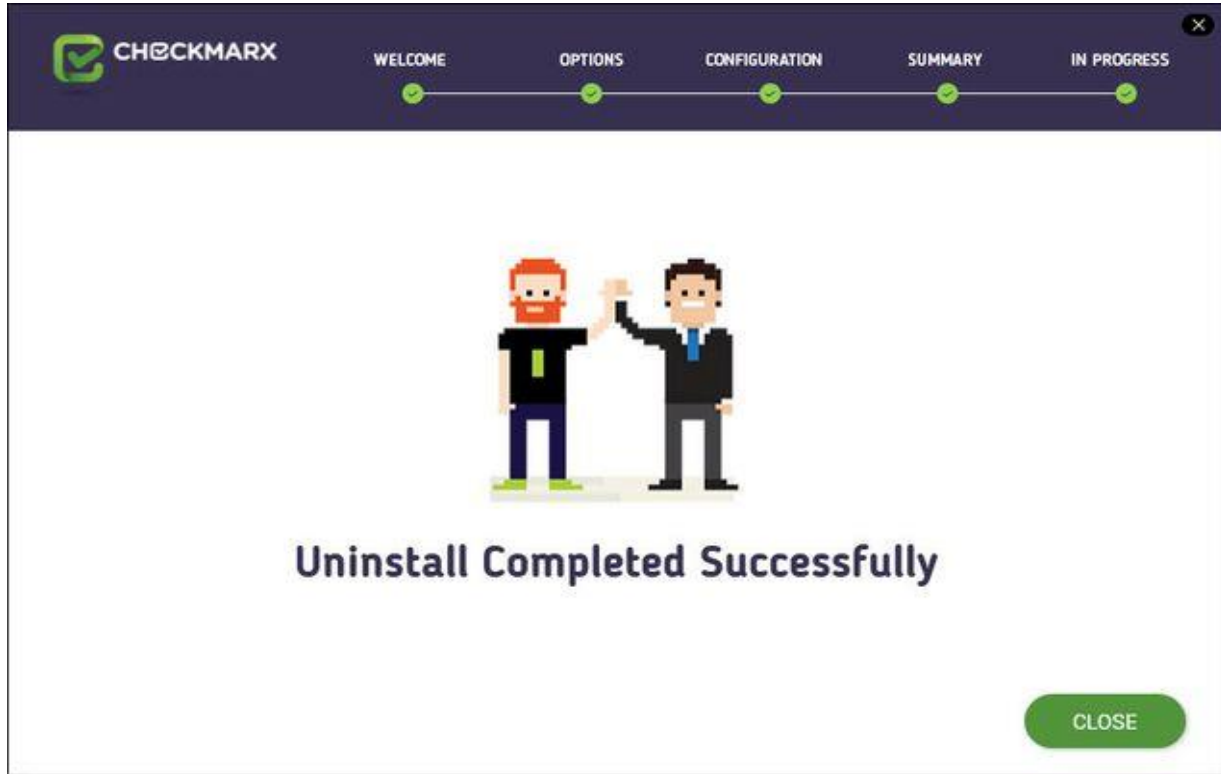 CHECKMARX
WELCOME OPTIONS CONFIGURATION SUMMARY IN PROGRESS
Uninstall Completed Successfully
CLOSE